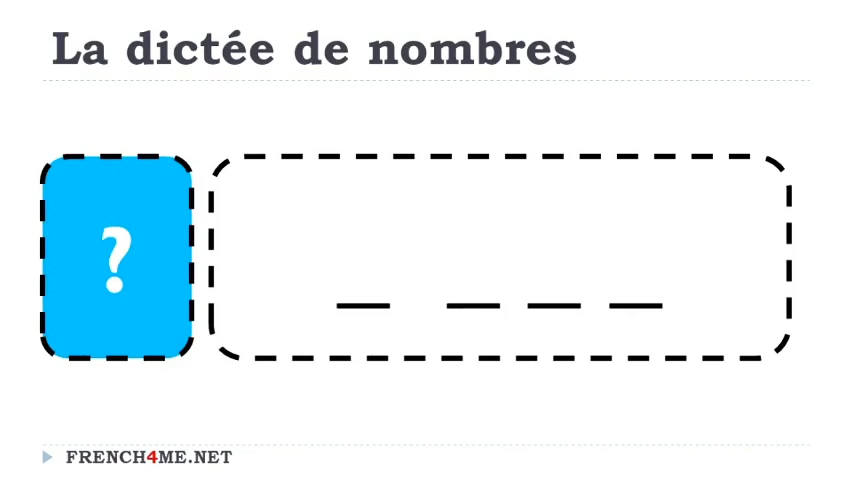 La dictée de nombres
?
_ _ _ _
FRENCH4ME.NET